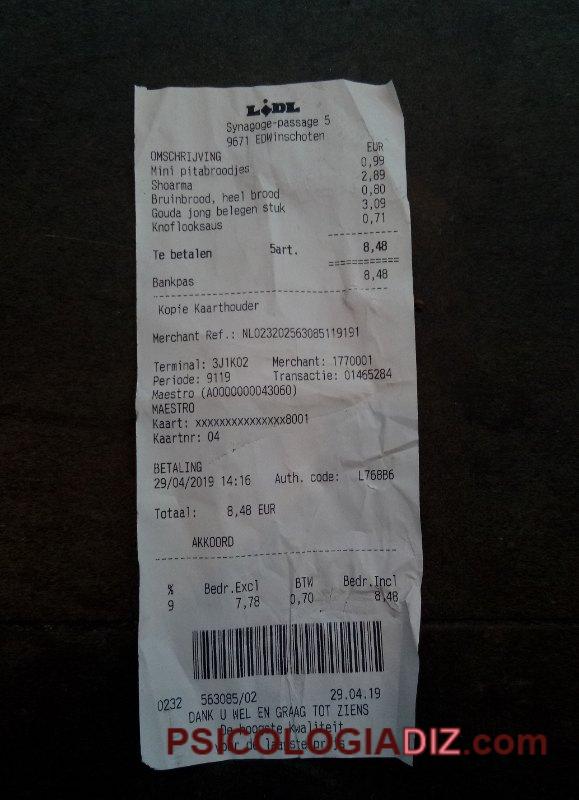 LiDL
Synagoge-passage 5
9671 EDWinschoten
OMSCHRIJVING EUR
Mini pitabroodjes 0,99
Shoarma 2,89
Bruinbrood, heel brood 0,80
Gouda jong belegen stuk 3,09
Knoflooksaus 0,71
Te betalen 5art. 8,48
Bankpas 8,48
Kopie Kaarthouder
Merchant Ref.: NL023202563085119191
Terminal: 3J1K02 Merchant: 1770001
Periode: 9119 Transactie: 01465284
Maestro (A0000000043060)
MAESTRO
Kaart: xxxxxxxxxxxxxxx8001
Kaartnr: 04
BETALING
29/04/2019 14:16 Auth. code: L768B6
Totaal: 8,48 EUR
AKKOORD
% Bedr.Excl BTW Bedr.Incl
9 7,78 0,70 8,48
0232 563085/02 29.04.19
DANK U WEL EN GRAAG TOT ZIENS
De hoogste kwaliteit
voor de laagste prijs
PSICOLOGIADIZ.com